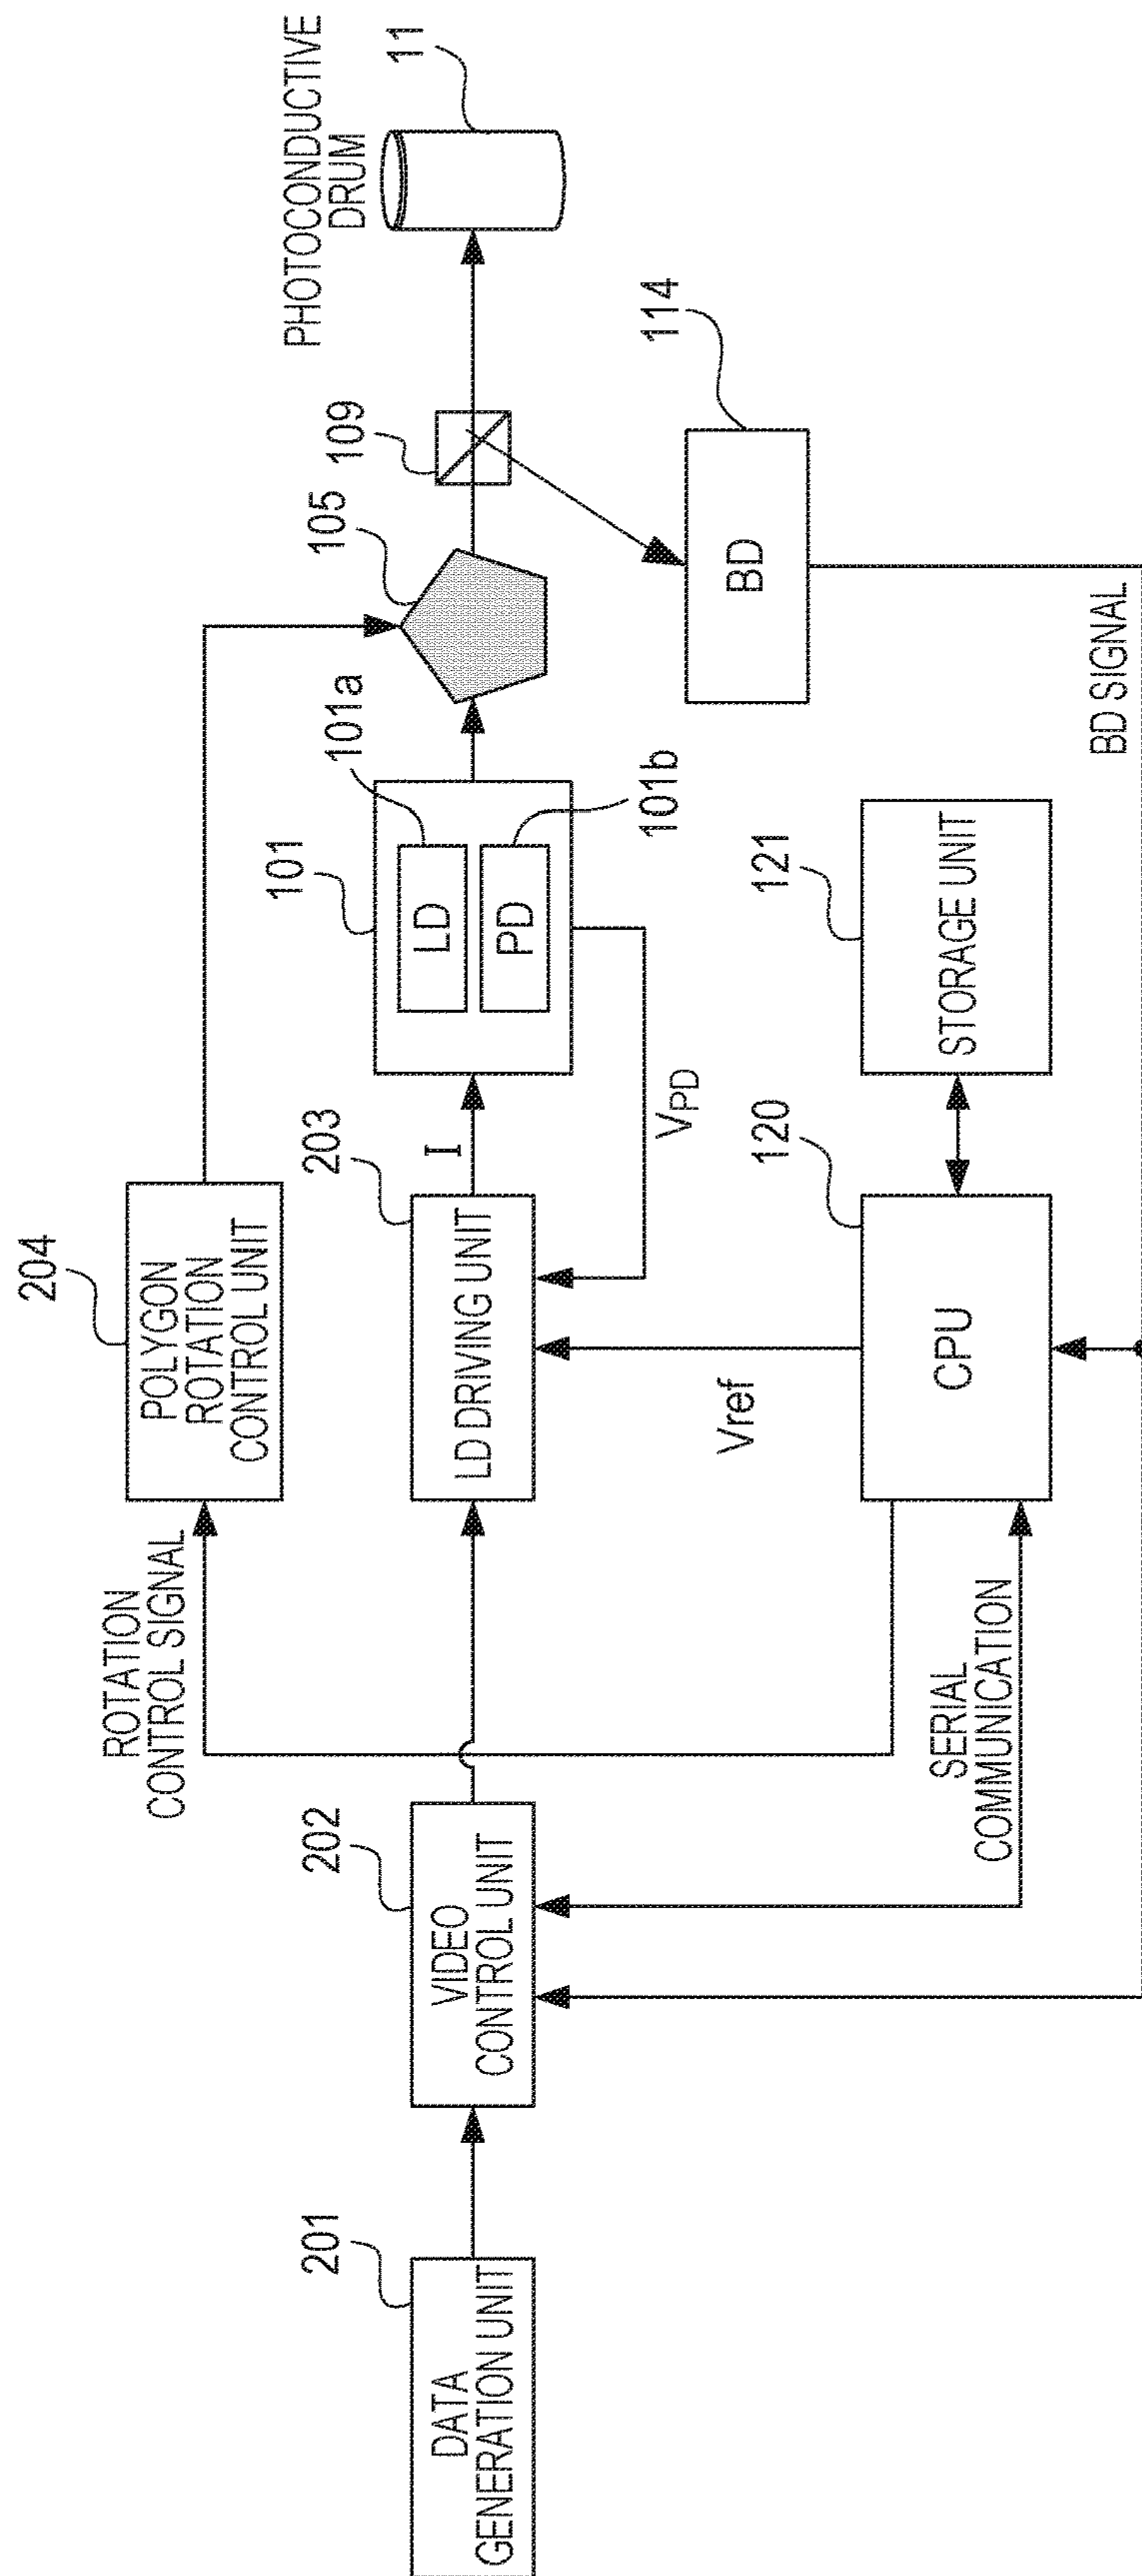 PHOTOCONDUCTIVE
DRUM
11
204
POLYGON
ROTATION
CONTROL UNIT
ROTATION
CONTROL SIGNAL
105
109
101
101a
LD
PD
101b
201
DATA
GENERATION UNIT
202
VIDEO
CONTROL UNIT
203
LD DRIVING UNIT
I
VPD
114
BD
Vref
120
CPU
121
STORAGE UNIT
SERIAL
COMMUNICATION
BD SIGNAL